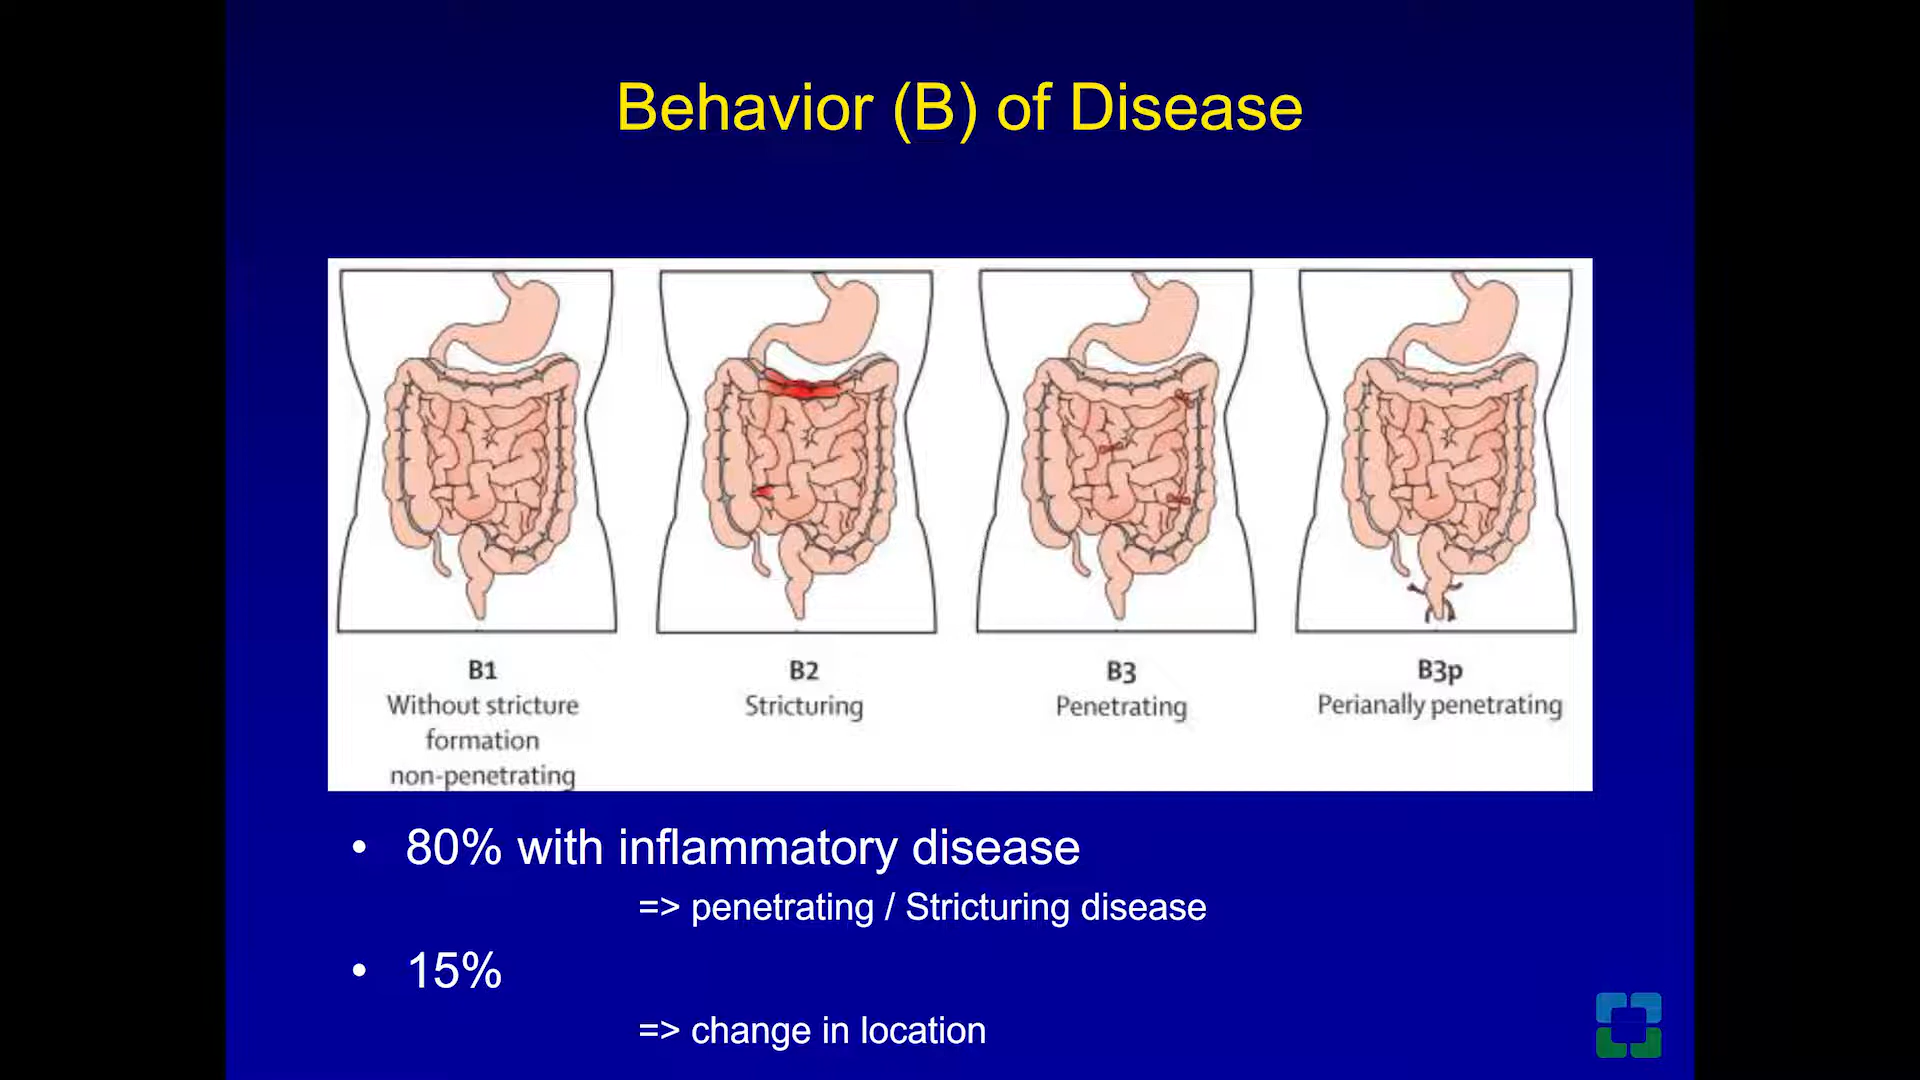 Behavior (B) of Disease
B1
Without stricture
formation
non-penetrating
B2
Stricturing
B3
Penetrating
B3p
Perianally penetrating
• 80% with inflammatory disease
=> penetrating / Stricturing disease
• 15%
=> change in location